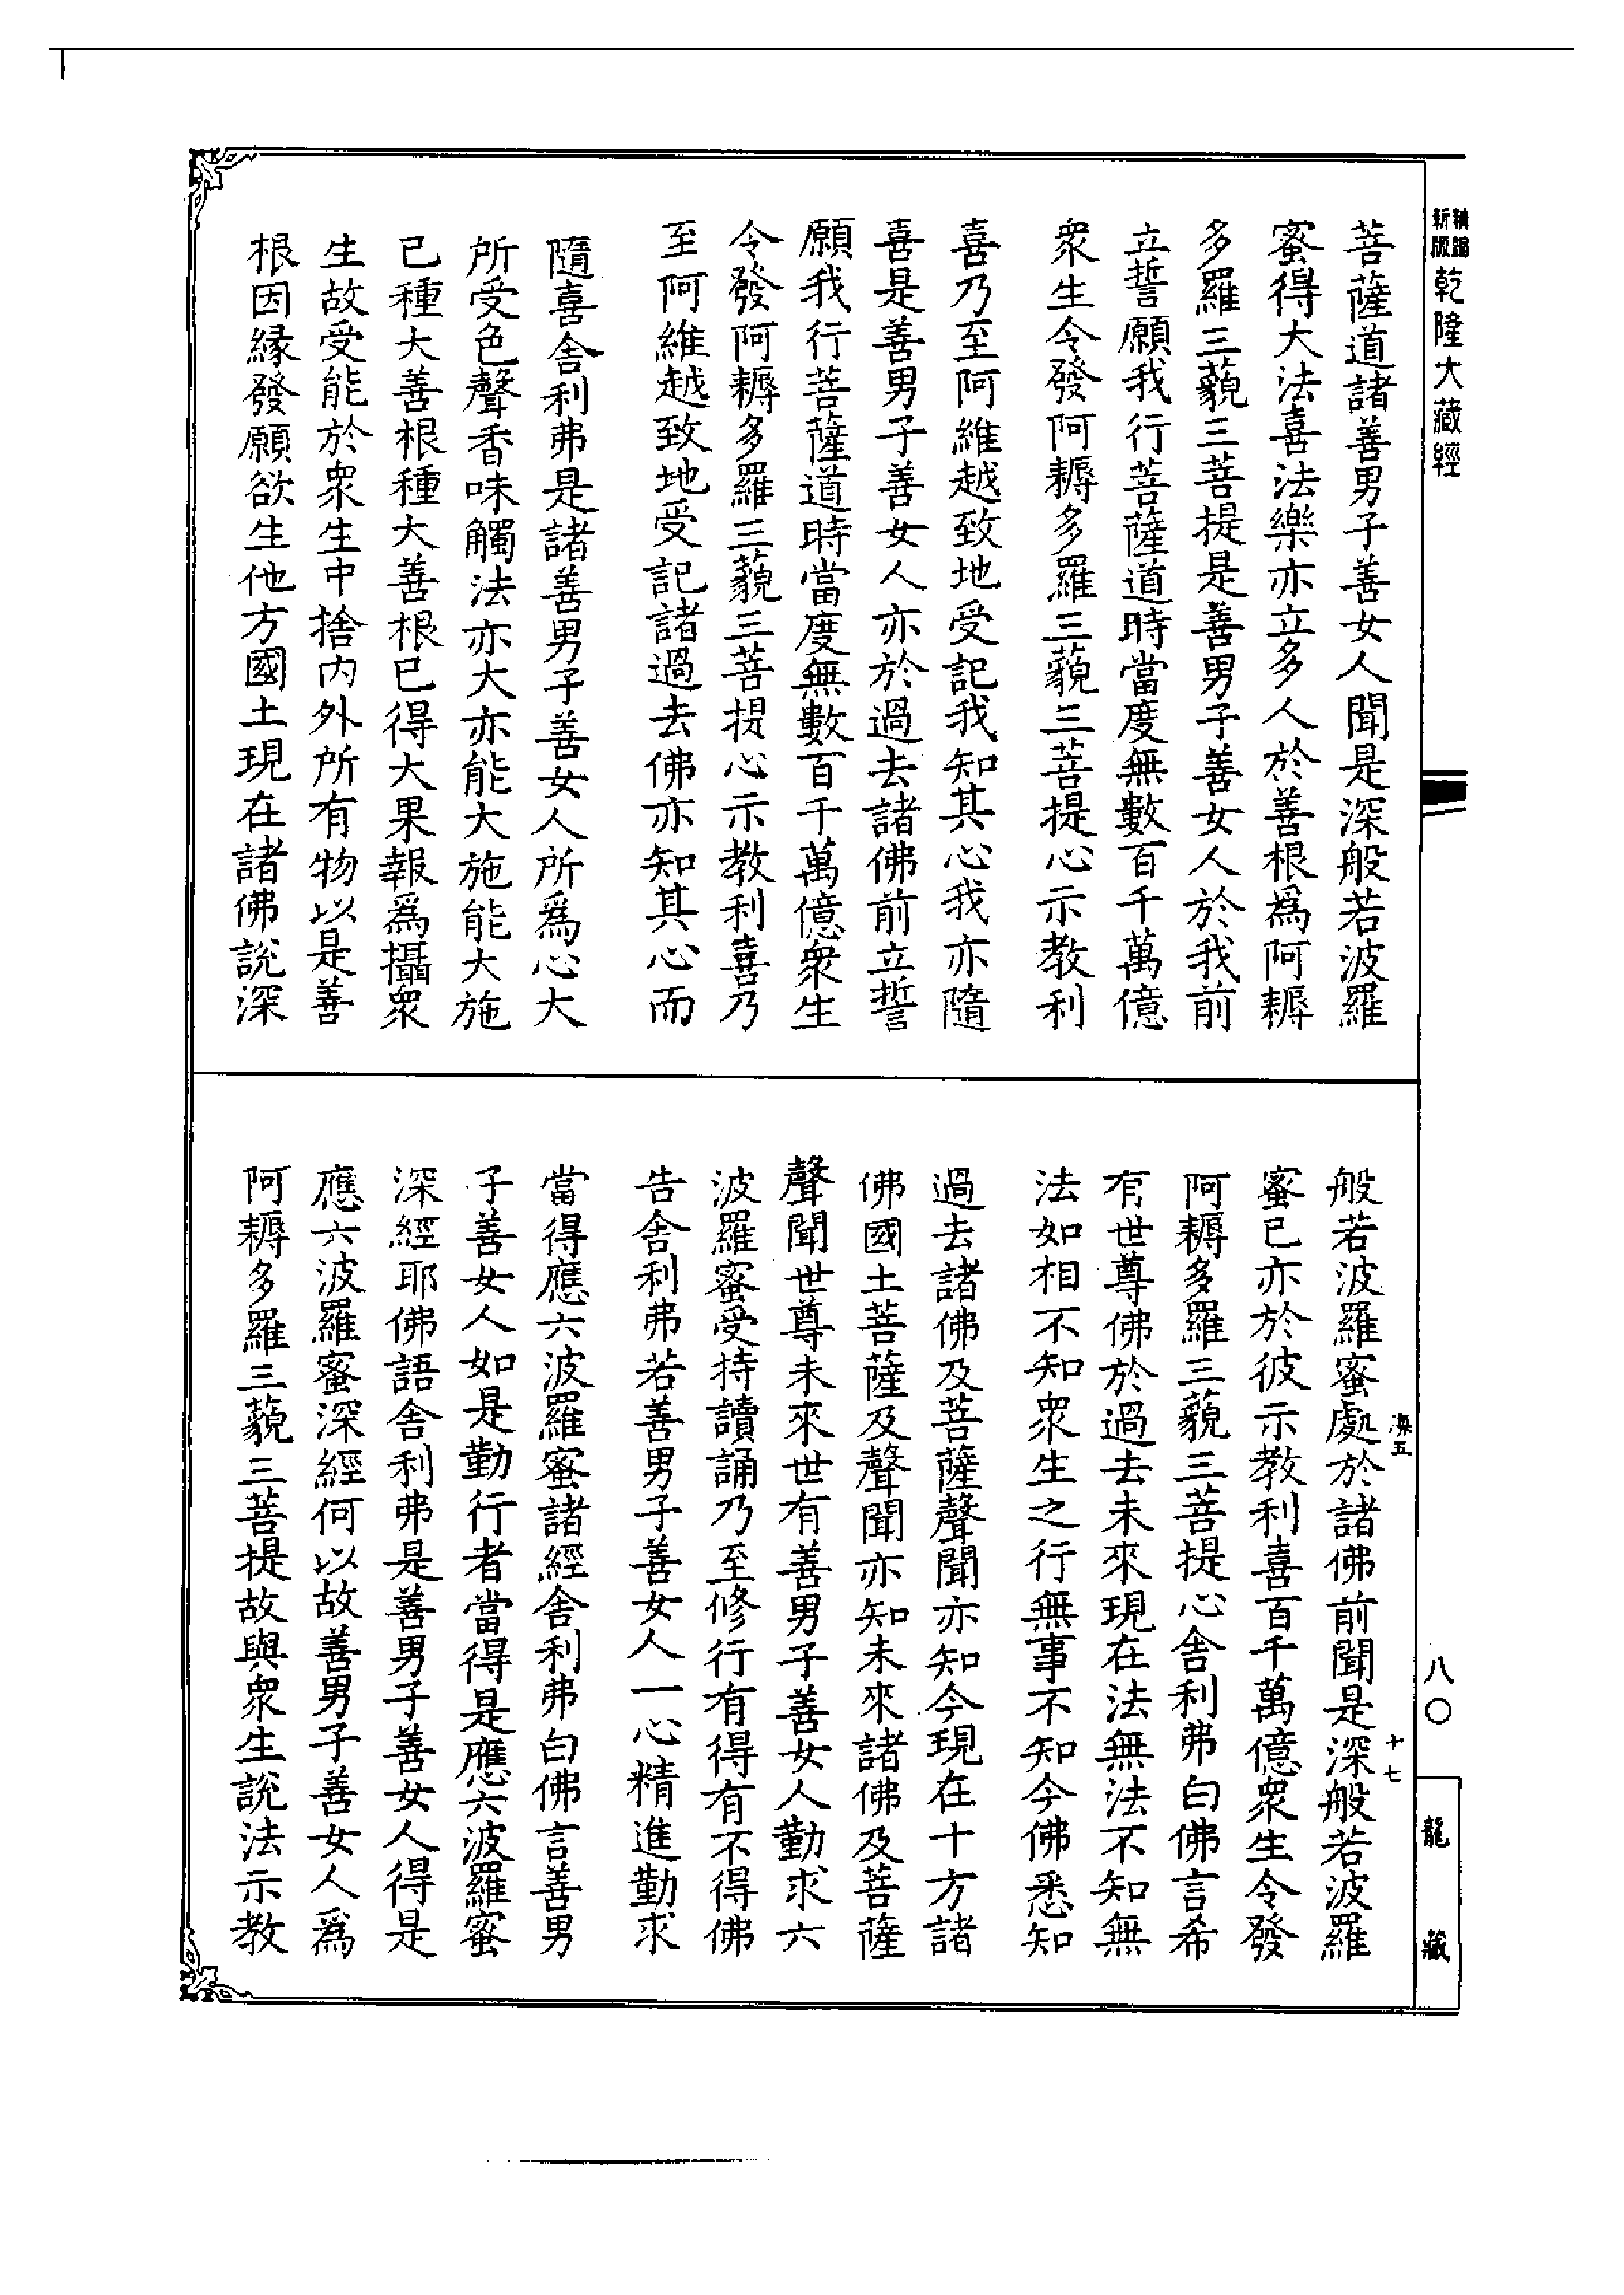 新版
乾隆大藏經
菩薩道諸善男子善女人聞是深般若波羅
蜜得大法喜法樂亦立多人於善根爲阿耨
多羅三藐三菩提是善男子善女人於我前
立誓願我行菩薩道時當度無數百千萬億
衆生令發阿耨多羅三藐三菩提心示教利
喜乃至阿維越致地受記我知其心我亦隨
喜是善男子善女人亦於過去諸佛前立誓
願我行菩薩道時當度無數百千萬億衆生
令發阿耨多羅三藐三菩提心示教利喜乃
至阿維越致地受記諸過去佛亦知其心而
隨喜舍利弗是諸善男子善女人所爲心大
所受色聲香味觸法亦大亦能大施能大施
已種大善根種大善根已得大果報爲攝衆
生故受能於衆生中捨內外所有物以是善
根因緣發願欲生他方國土現在諸佛說深
般若波羅蜜處於諸佛前聞是深般若波羅
蜜已亦於彼示教利喜百千萬億衆生令發
阿耨多羅三藐三菩提心舍利弗白佛言希
有世尊佛於過去未來現在法無法不知無
法如相不知衆生之行無事不知今佛悉知
過去諸佛及菩薩聲聞亦知今現在十方諸
佛國土菩薩及聲聞亦知未來諸佛及菩薩
聲聞世尊未來世有善男子善女人勤求六
波羅蜜受持讀誦乃至修行有得有不得佛
告舍利弗若善男子善女人一心精進勤求
當得應六波羅蜜諸經舍利弗白佛言善男
子善女人如是勤行者當得是應六波羅蜜
深經耶佛語舍利弗是善男子善女人得是
應六波羅蜜深經何以故善男子善女人爲
阿耨多羅三藐三菩提故與衆生說法示教
五
十七
八〇
龍藏